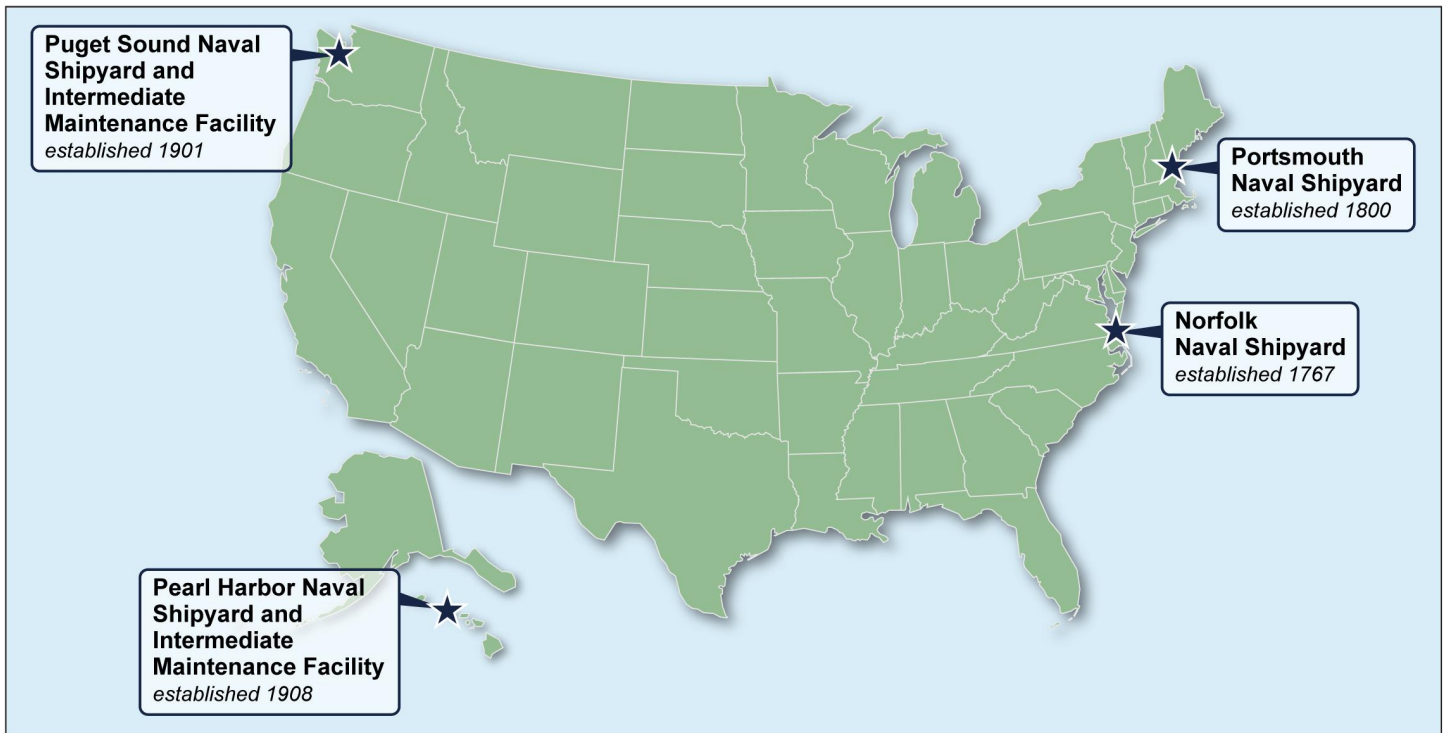 Puget Sound Naval
Shipyard and
Intermediate
Maintenance Facility
established 1901
Portsmouth
Naval Shipyard
established 1800
Norfolk
Naval Shipyard
established 1767
Pearl Harbor Naval
Shipyard and
Intermediate
Maintenance Facility
established 1908